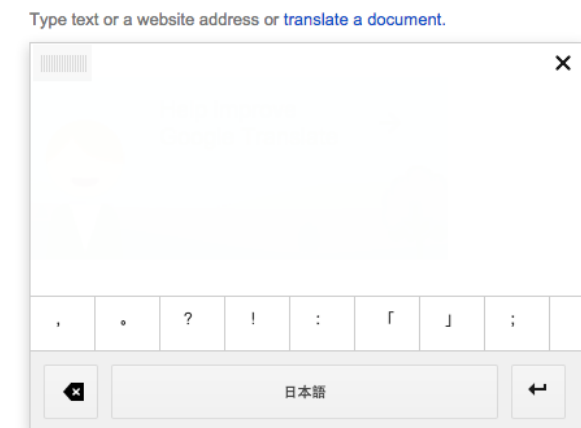 Type text or a website address or translate a document.
, 。 ? ! : 「 」 ;
日本語